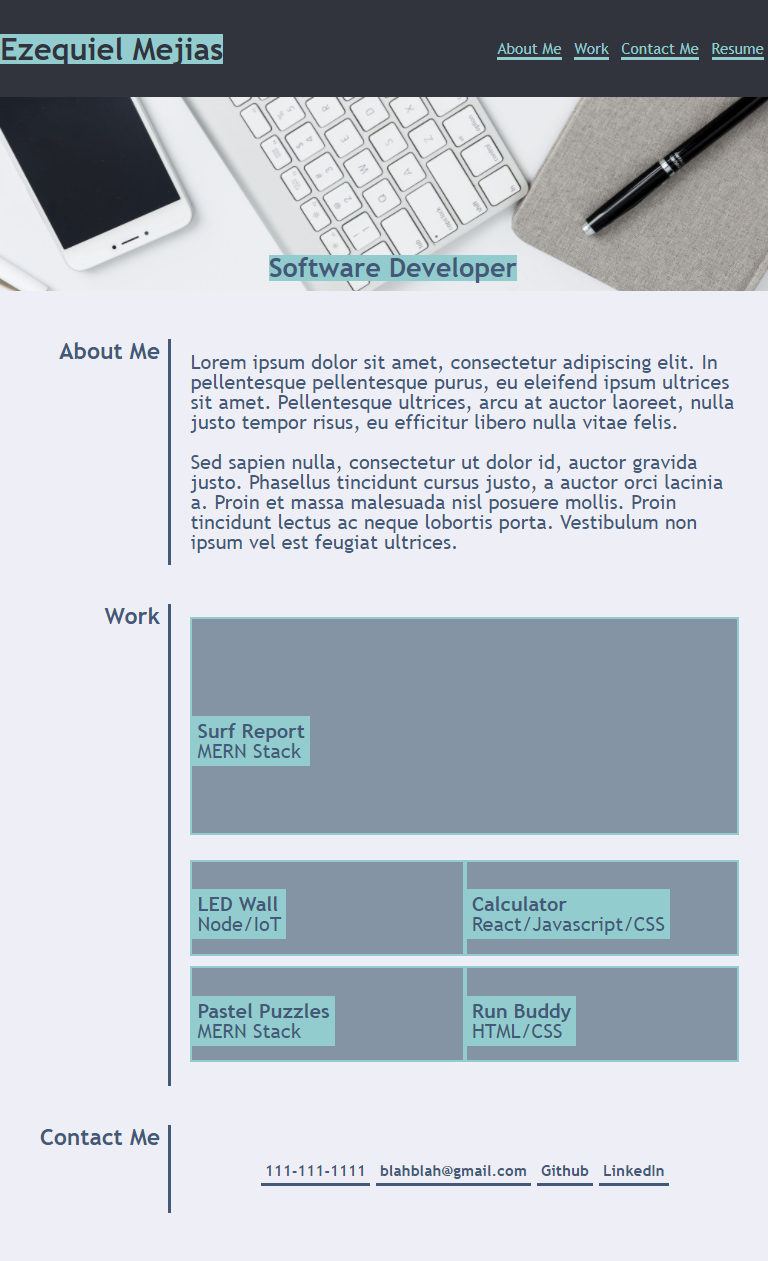 Ezequiel Mejias
About Me Work Contact Me Resume
Software Developer
About Me
Lorem ipsum dolor sit amet, consectetur adipiscing elit. In
pellentesque pellentesque purus, eu eleifend ipsum ultrices
sit amet. Pellentesque ultrices, arcu at auctor laoreet, nulla
justo tempor risus, eu efficitur libero nulla vitae felis.
Sed sapien nulla, consectetur ut dolor id, auctor gravida
justo. Phasellus tincidunt cursus justo, a auctor orci lacinia
a. Proin et massa malesuada nisl posuere mollis. Proin
tincidunt lectus ac neque lobortis porta. Vestibulum non
ipsum vel est feugiat ultrices.
Work
Surf Report
MERN Stack
LED Wall
Node/IoT
Calculator
React/Javascript/CSS
Pastel Puzzles
MERN Stack
Run Buddy
HTML/CSS
Contact Me
111-111-1111 blahblah@gmail.com Github LinkedIn